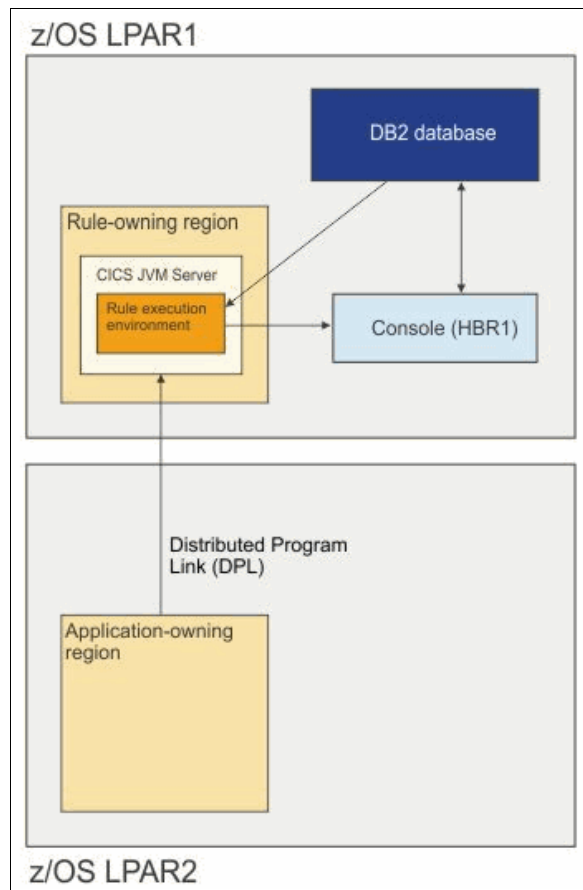 z/OS LPAR1
DB2 database
Rule-owning region
CICS JVM Server
Rule execution
environment
Console (HBR1)
Distributed Program
Link (DPL)
Application-owning
region
z/OS LPAR2